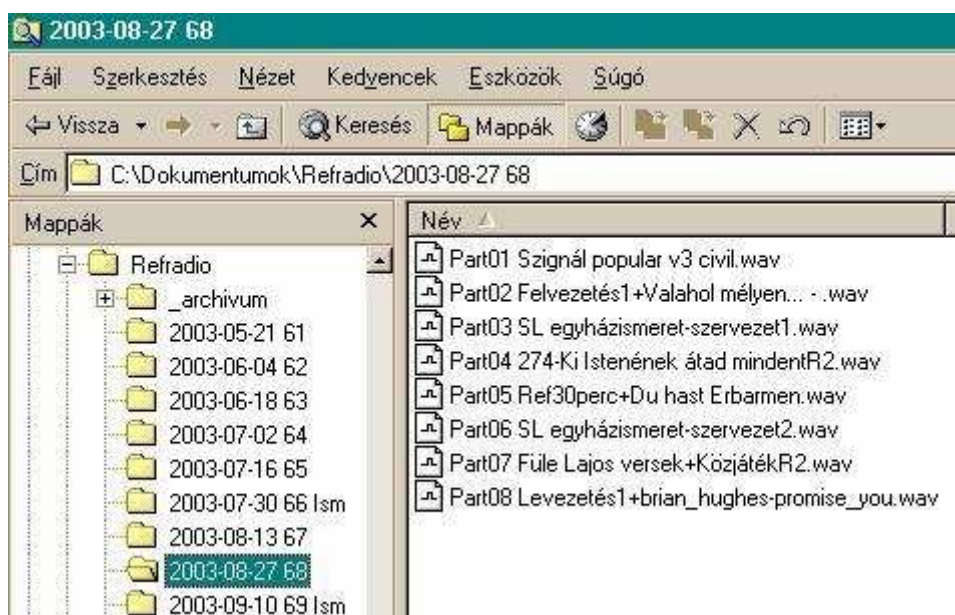 2003-08-27 68
Fájl Szerkesztés Nézet Kedvencek Eszközök Súgó
Vissza Keresés Mappák
Cím C:\Dokumentumok\Refradio\2003-08-27 68
Mappák
Refradio
_archívum
2003-05-21 61
2003-06-04 62
2003-06-18 63
2003-07-02 64
2003-07-16 65
2003-07-30 66 Ism
2003-08-13 67
2003-08-27 68
2003-09-10 69 Ism
Név
Part01 Szignál popular v3 civil.wav
Part02 Felvezetés1+Valahol mélyen... - .wav
Part03 SL egyházismeret-szervezet1.wav
Part04 274-Ki Istenének átad mindentR2.wav
Part05 Ref30perc+Du hast Erbarmen.wav
Part06 SL egyházismeret-szervezet2.wav
Part07 Füle Lajos versek+KözjátékR2.wav
Part08 Levezetés1+brian_hughes-promise_you.wav